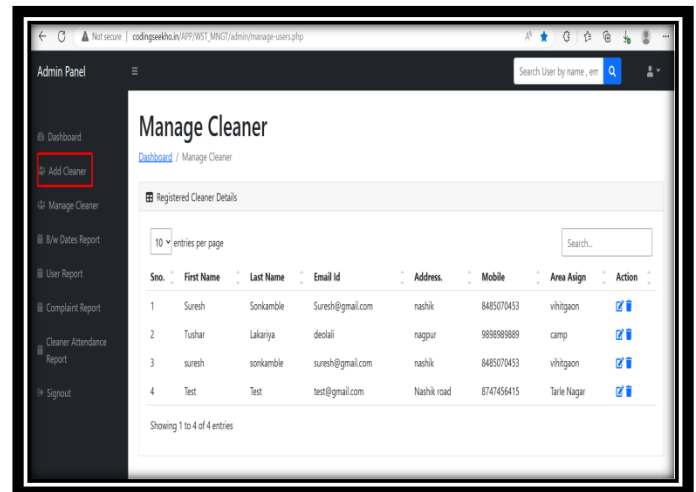 Not secure | codingseekho.in/APP/WST_MNGT/admin/manage-users.php
Admin Panel
Search User by name , em
Dashboard
Add Cleaner
Manage Cleaner
B/w Dates Report
User Report
Complaint Report
Cleaner Attendance
Report
Signout
Manage Cleaner
Dashboard / Manage Cleaner
Registered Cleaner Details
10 entries per page
Search..
Sno. First Name Last Name Email Id Address. Mobile Area Asign Action
1 Suresh Sonkamble Suresh@gmail.com nashik 8485070453 vihitgaon
2 Tushar Lakariya deolali nagpur 9898989889 camp
3 suresh sonkamble suresh@gmail.com nashik 8485070453 vihitgaon
4 Test Test test@gmail.com Nashik road 8747456415 Tarle Nagar
Showing 1 to 4 of 4 entries